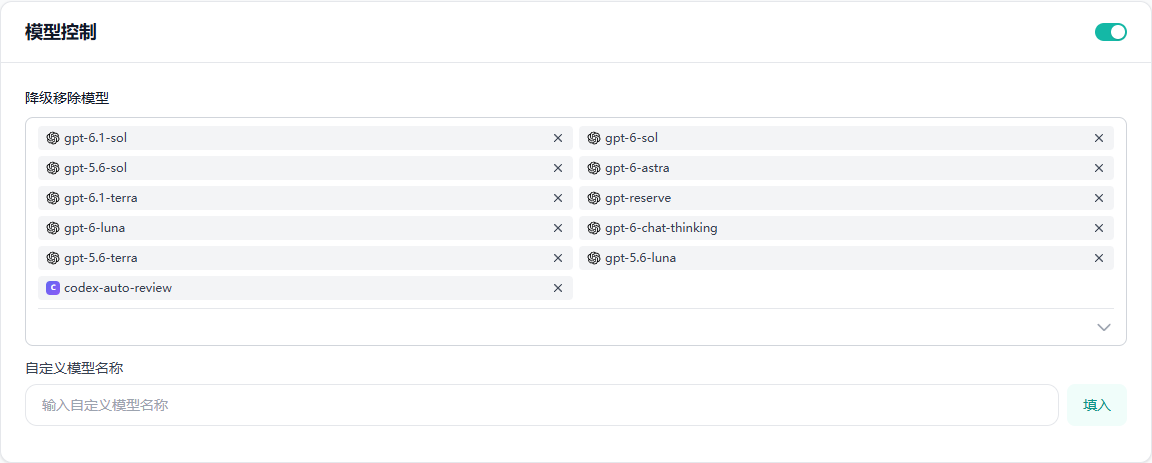 模型控制
降级移除模型
gpt-6.1-sol
gpt-6-sol
gpt-5.6-sol
gpt-6-astra
gpt-6.1-terra
gpt-reserve
gpt-6-luna
gpt-6-chat-thinking
gpt-5.6-terra
gpt-5.6-luna
C codex-auto-review
自定义模型名称
输入自定义模型名称
填入